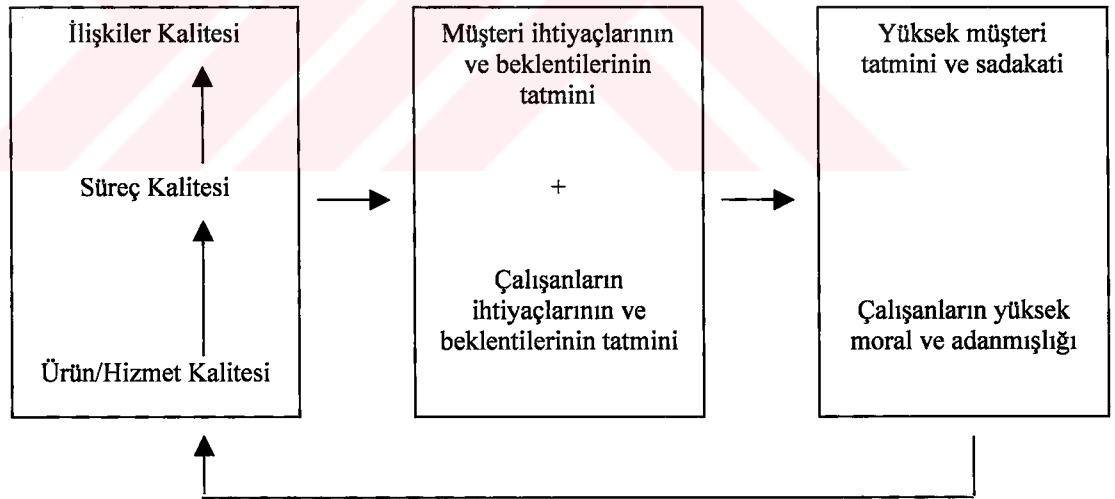 İlişkiler Kalitesi
Süreç Kalitesi
Ürün/Hizmet Kalitesi
Müşteri ihtiyaçlarının
ve beklentilerinin
tatmini
+
Çalışanların
ihtiyaçlarının ve
beklentilerinin tatmini
Yüksek müşteri
tatmini ve sadakati
Çalışanların yüksek
moral ve adanmışlığı